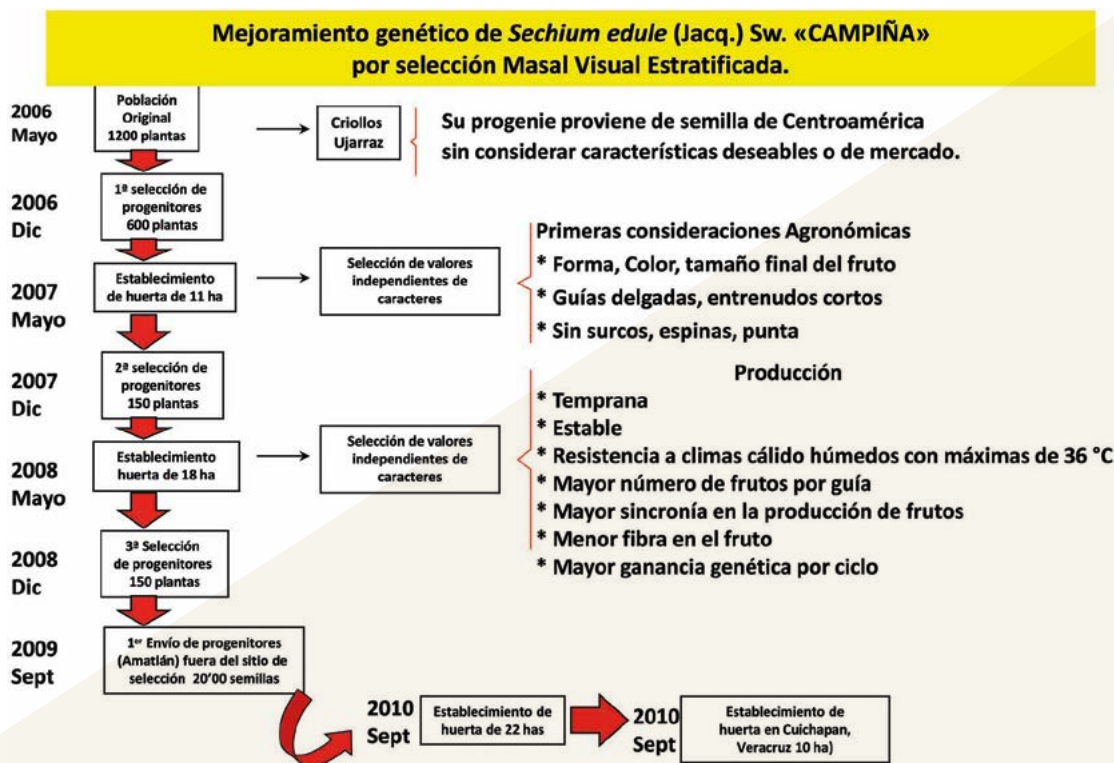 Mejoramiento genético de Sechium edule (Jacq.) Sw. «CAMPIÑA»
por selección Masal Visual Estratificada.
2006
Mayo
Población
Original
1200 plantas
Criollos
Ujarraz
Su progenie proviene de semilla de Centroamérica
sin considerar características deseables o de mercado.
2006
Dic
1ª selección de
progenitores
600 plantas
2007
Mayo
Establecimiento
de huerta de 11 ha
Selección de valores
independientes de
caracteres
Primeras consideraciones Agronómicas
* Forma, Color, tamaño final del fruto
* Guías delgadas, entrenudos cortos
* Sin surcos, espinas, punta
2007
Dic
2ª selección de
progenitores
150 plantas
2008
Mayo
Establecimiento
huerta de 18 ha
Selección de valores
independientes de
caracteres
Producción
* Temprana
* Estable
* Resistencia a climas cálido húmedos con máximas de 36 °C
* Mayor número de frutos por guía
* Mayor sincronía en la producción de frutos
* Menor fibra en el fruto
* Mayor ganancia genética por ciclo
2008
Dic
3ª Selección
de progenitores
150 plantas
2009
Sept
1er Envío de progenitores
(Amatlán) fuera del sitio de
selección 20'00 semillas
2010
Sept
Establecimiento de
huerta de 22 has
2010
Sept
Establecimiento de
huerta en Cuichapan,
Veracruz 10 ha)